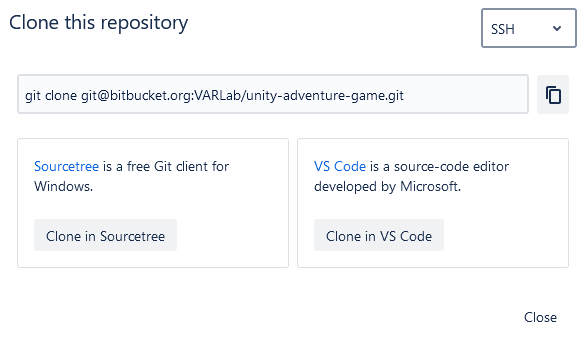 Clone this repository
SSH
git clone git@bitbucket.org:VARLab/unity-adventure-game.git
Sourcetree is a free Git client for
Windows.
Clone in Sourcetree
VS Code is a source-code editor
developed by Microsoft.
Clone in VS Code
Close